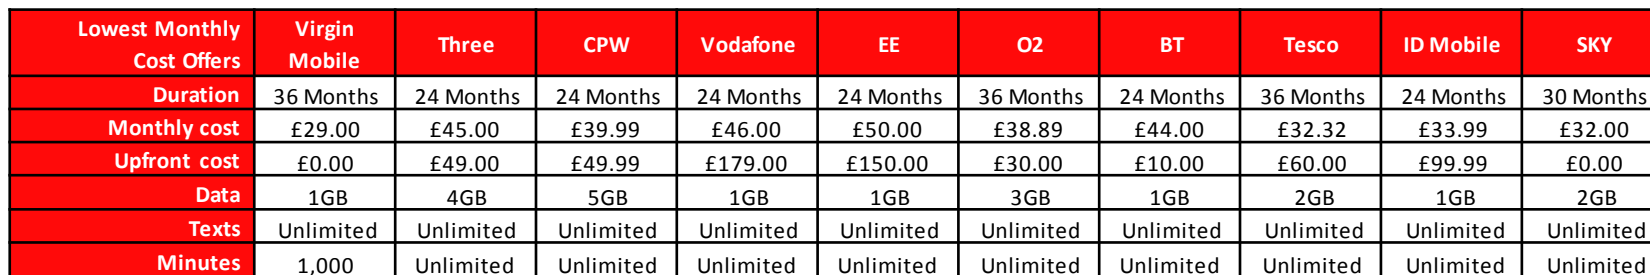 Lowest Monthly Cost Offers Virgin Mobile Three CPW Vodafone EE O2 BT Tesco ID Mobile SKY
Duration 36 Months 24 Months 24 Months 24 Months 24 Months 36 Months 24 Months 36 Months 24 Months 30 Months
Monthly cost £29.00 £45.00 £39.99 £46.00 £50.00 £38.89 £44.00 £32.32 £33.99 £32.00
Upfront cost £0.00 £49.00 £49.99 £179.00 £150.00 £30.00 £10.00 £60.00 £99.99 £0.00
Data 1GB 4GB 5GB 1GB 1GB 3GB 1GB 2GB 1GB 2GB
Texts Unlimited Unlimited Unlimited Unlimited Unlimited Unlimited Unlimited Unlimited Unlimited Unlimited
Minutes 1,000 Unlimited Unlimited Unlimited Unlimited Unlimited Unlimited Unlimited Unlimited Unlimited